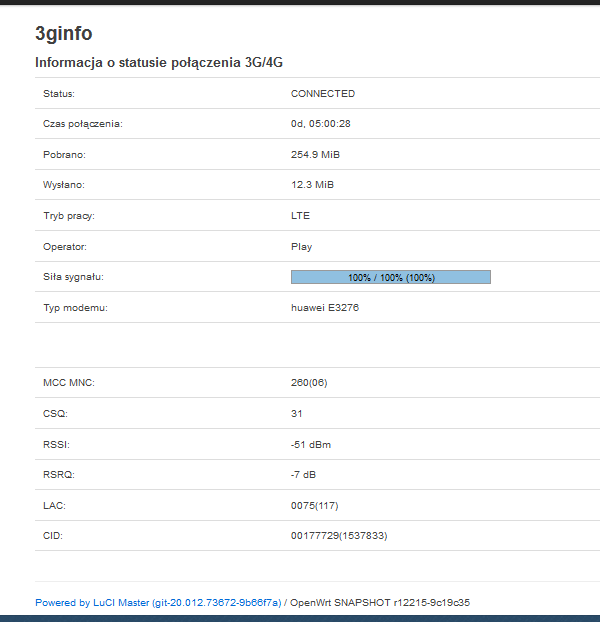 3ginfo
Informacja o statusie połączenia 3G/4G
Status: CONNECTED
Czas połączenia: 0d, 05:00:28
Pobrano: 254.9 MiB
Wysłano: 12.3 MiB
Tryb pracy: LTE
Operator: Play
Siła sygnału: 100% / 100% (100%)
Typ modemu: huawei E3276
MCC MNC: 260(06)
CSQ: 31
RSSI: -51 dBm
RSRQ: -7 dB
LAC: 0075(117)
CID: 00177729(1537833)
Powered by LuCI Master (git-20.012.73672-9b66f7a) / OpenWrt SNAPSHOT r12215-9c19c35